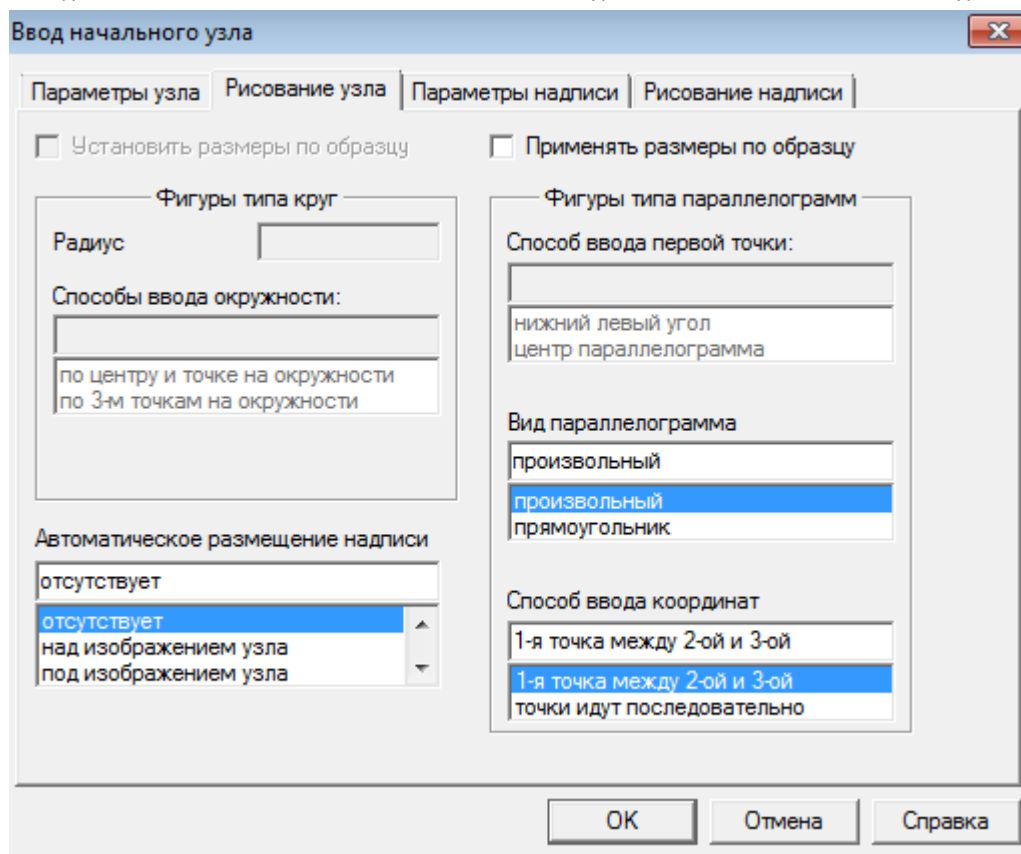 Ввод начального узла
Параметры узла Рисование узла Параметры надписи Рисование надписи
Установить размеры по образцу
Применять размеры по образцу
Фигуры типа круг
Радиус
Способы ввода окружности:
по центру и точке на окружности
по 3-м точкам на окружности
Автоматическое размещение надписи
отсутствует
отсутствует
над изображением узла
под изображением узла
Фигуры типа параллелограмм
Способ ввода первой точки:
нижний левый угол
центр параллелограмма
Вид параллелограмма
произвольный
произвольный
прямоугольник
Способ ввода координат
1-я точка между 2-ой и 3-ой
1-я точка между 2-ой и 3-ой
точки идут последовательно
OK Отмена Справка